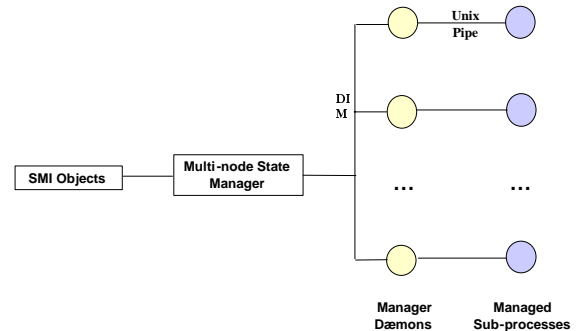 Unix
Pipe
DI
M
Multi-node State
Manager
SMI Objects
... ...
Manager
Dæmons
Managed
Sub-processes